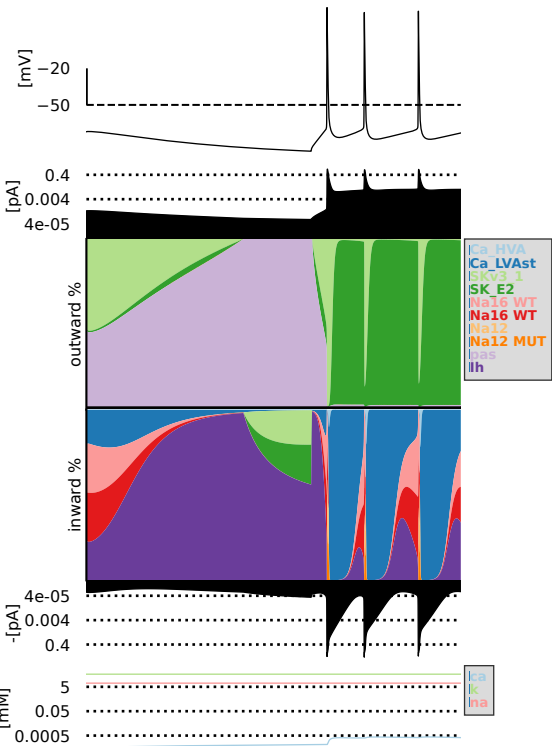 [mV]
−20
−50
[pA]
0.4
0.004
4e-05
outward %
Ca_HVA
Ca_LVAst
SKv3_1
SK_E2
Na16 WT
Na16 WT
Na12
Na12 MUT
pas
Ih
inward %
-[pA]
4e-05
0.004
0.4
ca
k
na
[mM]
5
0.05
0.0005